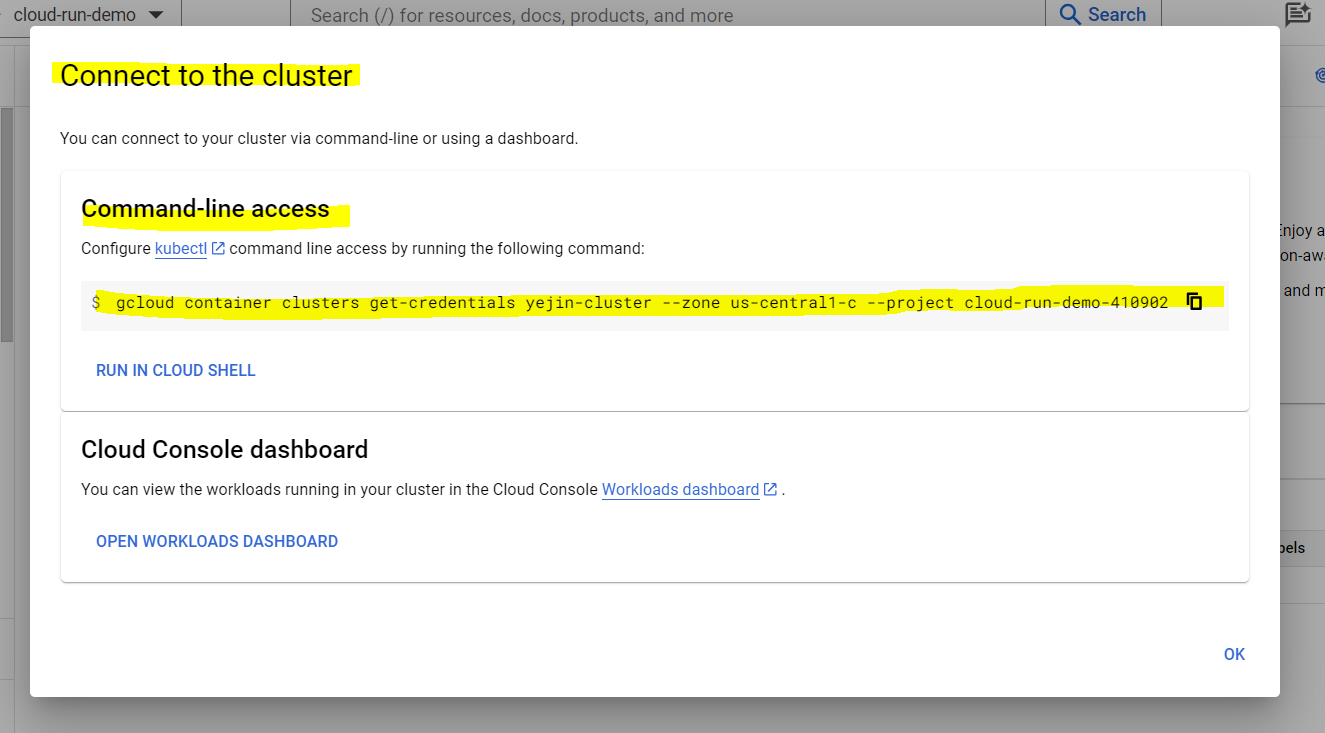 cloud-run-demo
Search (/) for resources, docs, products, and more
Search
Connect to the cluster
You can connect to your cluster via command-line or using a dashboard.
Command-line access
Configure kubectl command line access by running the following command:
$ gcloud container clusters get-credentials yejin-cluster --zone us-central1-c --project cloud-run-demo-410902
RUN IN CLOUD SHELL
Cloud Console dashboard
You can view the workloads running in your cluster in the Cloud Console Workloads dashboard .
OPEN WORKLOADS DASHBOARD
OK
Enjoy a
and m